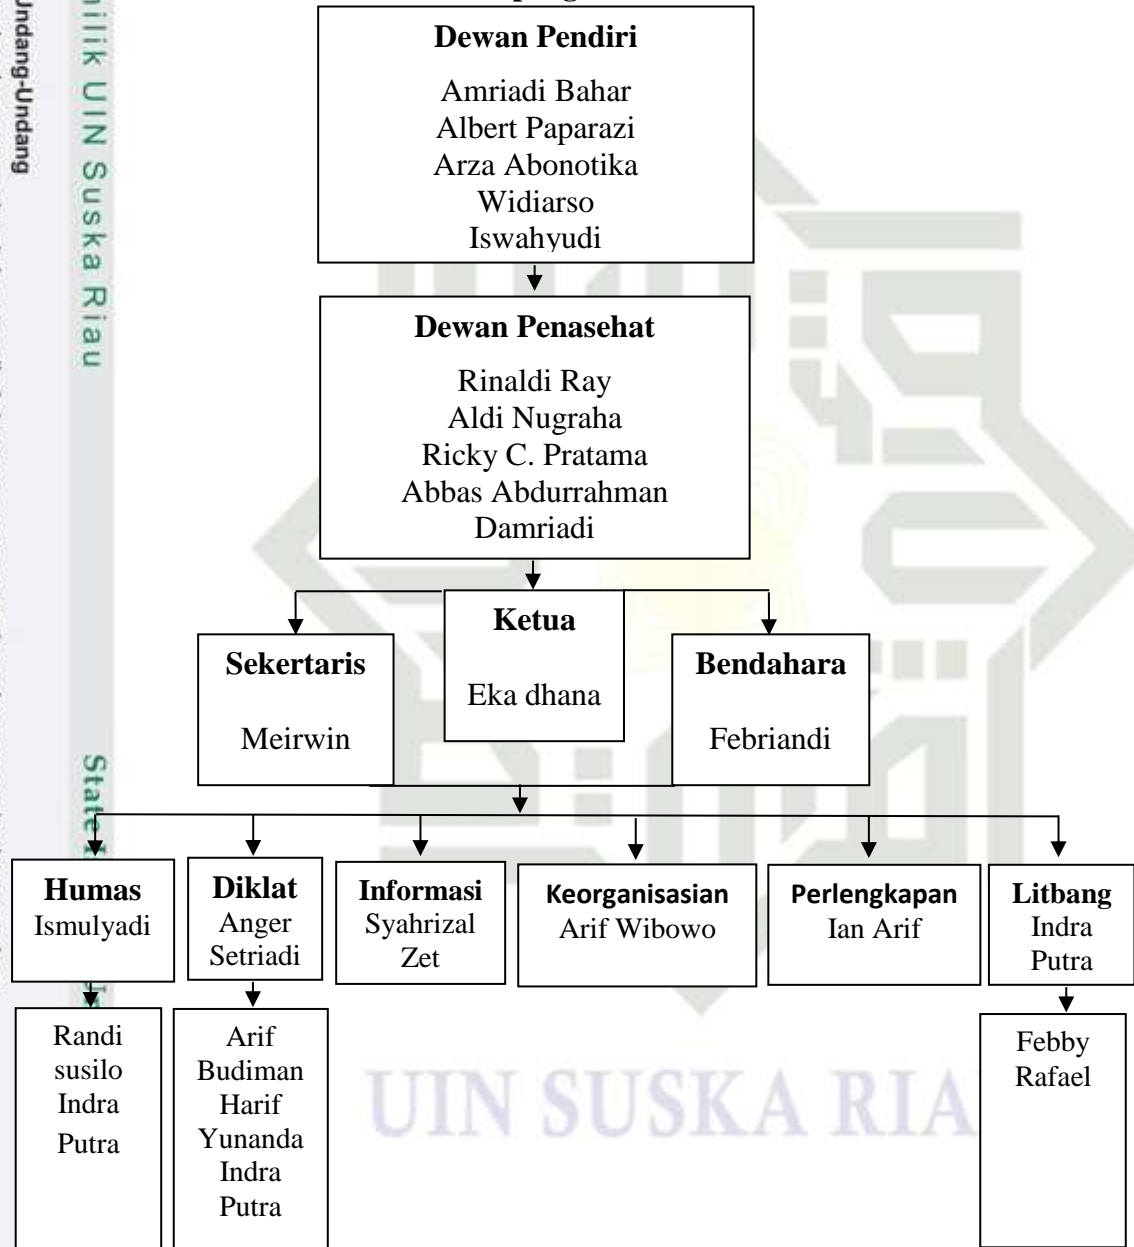 Dewan Pendiri
Amriadi Bahar
Albert Paparazi
Arza Abonotika
Widiarso
Iswahyudi
Dewan Penasehat
Rinaldi Ray
Aldi Nugraha
Ricky C. Pratama
Abbas Abdurrahman
Damriadi
Ketua
Eka dhana
Sekertaris
Meirwin
Bendahara
Febriandi
Humas
Ismulyadi
Diklat
Anger
Setriadi
Informasi
Syahrizal
Zet
Keorganisasian
Arif Wibowo
Perlengkapan
Ian Arif
Litbang
Indra
Putra
Randi
susilo
Indra
Putra
Arif
Budiman
Harif
Yunanda
Indra
Putra
Febby
Rafael
UIN SUSKA RIA
milik UIN Suska Riau
State
Undang-Undang